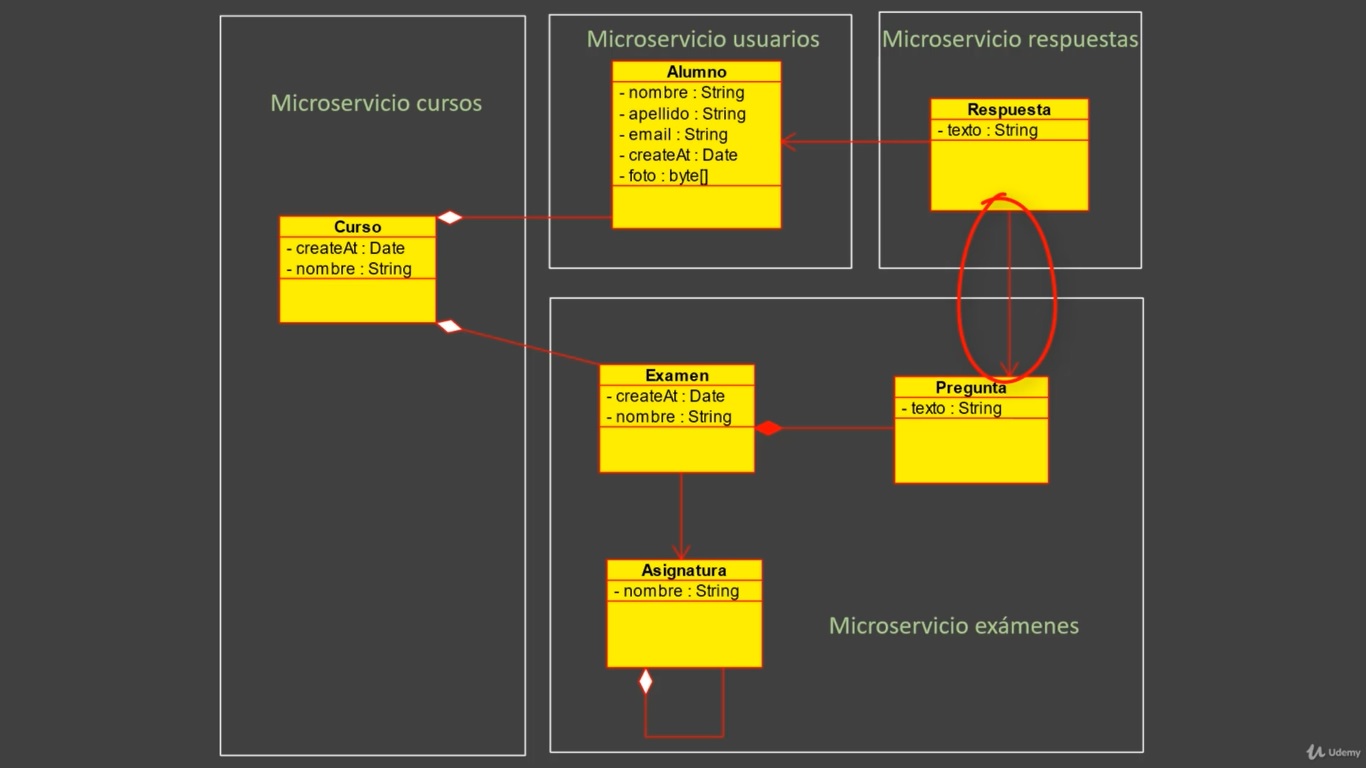 Microservicio cursos
Curso
- createAt : Date
- nombre : String
Microservicio usuarios
Alumno
- nombre : String
- apellido : String
- email : String
- createAt : Date
- foto : byte[]
Microservicio respuestas
Respuesta
- texto : String
Examen
- createAt : Date
- nombre : String
Pregunta
- texto : String
Asignatura
- nombre : String
Microservicio exámenes
Udemy